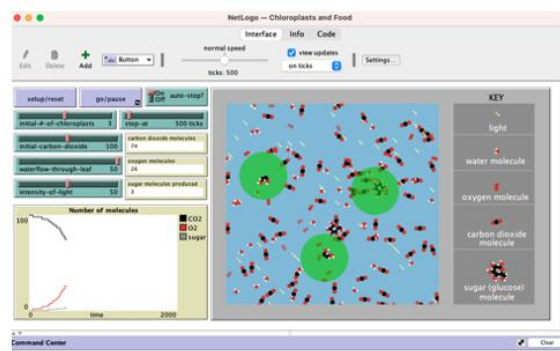 NetLogo — Chloroplasts and Food
Interface Info Code
Edit Delete Add Button normal speed view updates Settings...
ticks: 500 on ticks
setup/reset go/pause On Off auto-stop?
initial-#-of-chloroplasts 3 stop-at 500 ticks
initial-carbon-dioxide 100 carbon dioxide molecules
74
waterflow-through-leaf 50 oxygen molecules
26
intensity-of-light 50 sugar molecules produced
3
Number of molecules
100
0
0 time 2000
CO2
O2
sugar
KEY
light
water molecule
oxygen molecule
carbon dioxide
molecule
sugar (glucose)
molecule
Command Center Clear